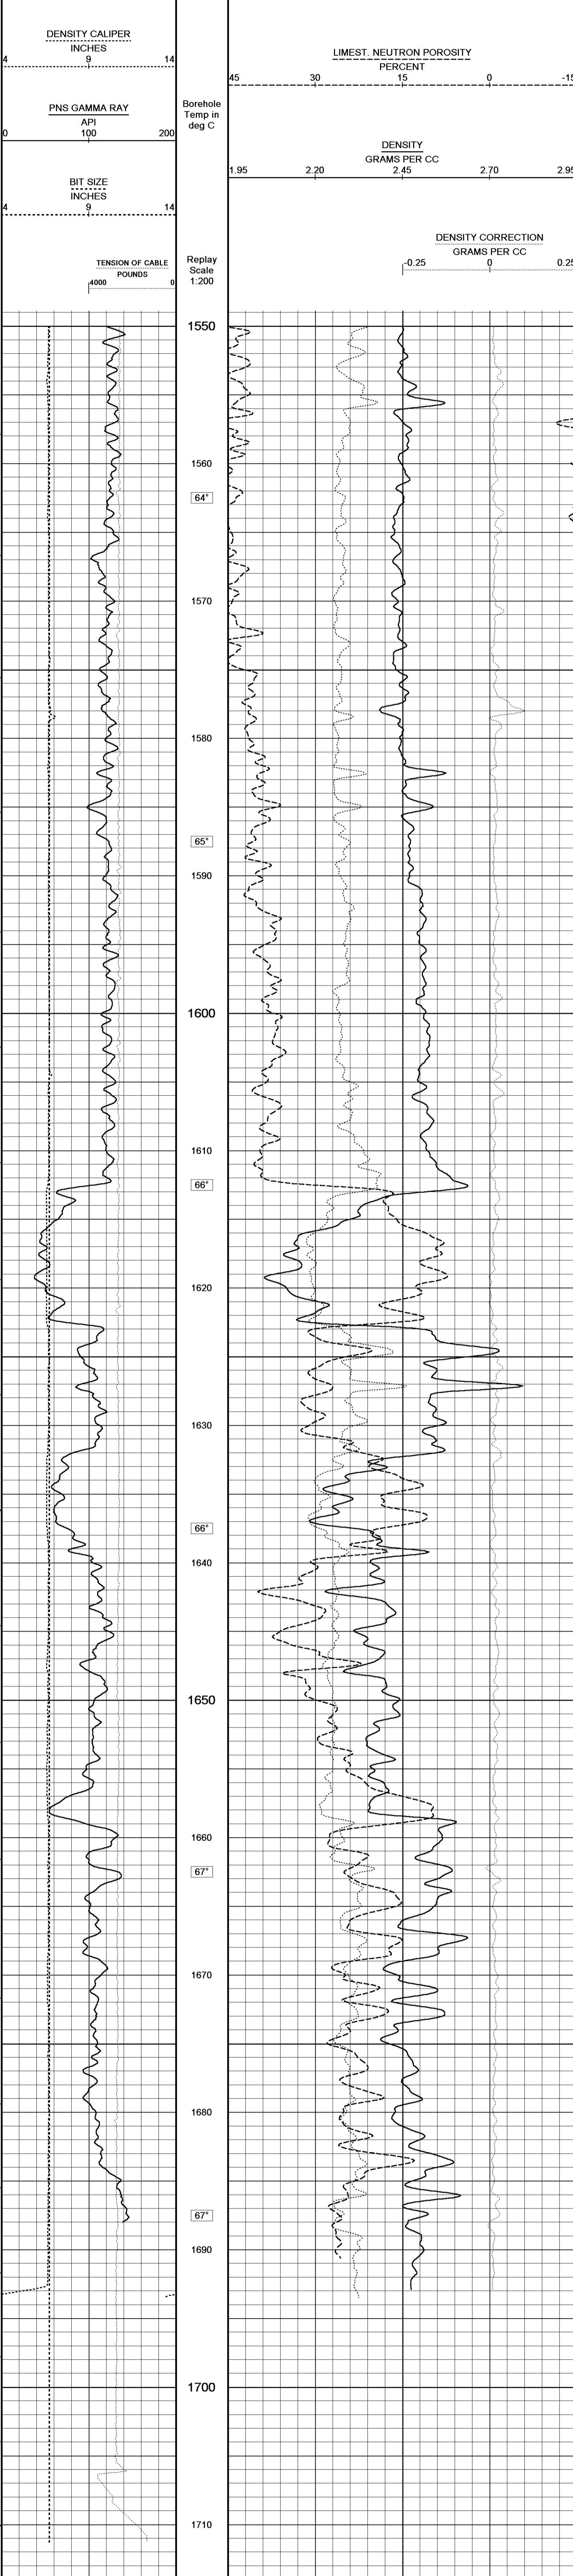 DENSITY CALIPER
INCHES
4 9 14
LIMEST. NEUTRON POROSITY
PERCENT
45 30 15 0 -15
PNS GAMMA RAY
API
0 100 200
Borehole
Temp in
deg C
DENSITY
GRAMS PER CC
1.95 2.20 2.45 2.70 2.95
BIT SIZE
INCHES
4 9 14
DENSITY CORRECTION
GRAMS PER CC
-0.25 0 0.25
TENSION OF CABLE
POUNDS
4000 0
Replay
Scale
1:200
1550
1560
64°
1570
1580
65°
1590
1600
1610
66°
1620
1630
66°
1640
1650
1660
67°
1670
1680
67°
1690
1700
1710